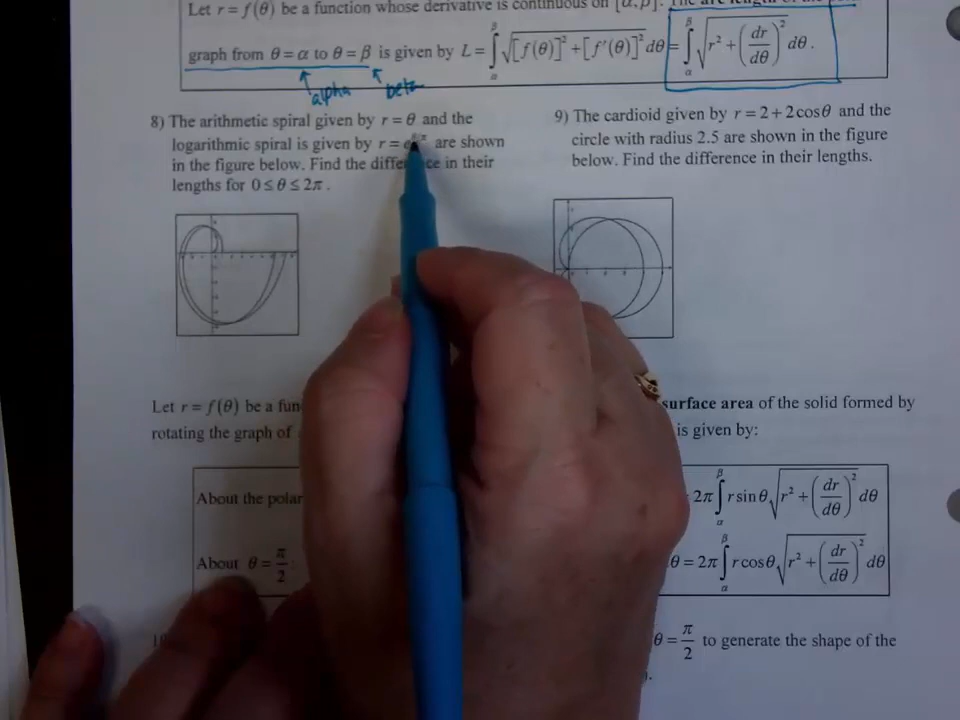 Let r = f(θ) be a function whose derivative is continuous on [α, β]. The arc length of the
graph from θ = α to θ = β is given by L = ∫_α^β √([f(θ)]² + [f'(θ)]²) dθ = ∫_α^β √(r² + (dr/dθ)²) dθ.
alpha beta
8) The arithmetic spiral given by r = θ and the
logarithmic spiral is given by r = are shown
in the figure below. Find the difference in their
lengths for 0 ≤ θ ≤ 2π.
9) The cardioid given by r = 2 + 2cosθ and the
circle with radius 2.5 are shown in the figure
below. Find the difference in their lengths.
Let r = f(θ) be a surface area of the solid formed by
rotating the graph of is given by:
About the polar 2π ∫_α^β r sinθ √(r² + (dr/dθ)²) dθ
About θ = π/2 θ = 2π ∫_α^β r cosθ √(r² + (dr/dθ)²) dθ
θ = π/2 to generate the shape of the